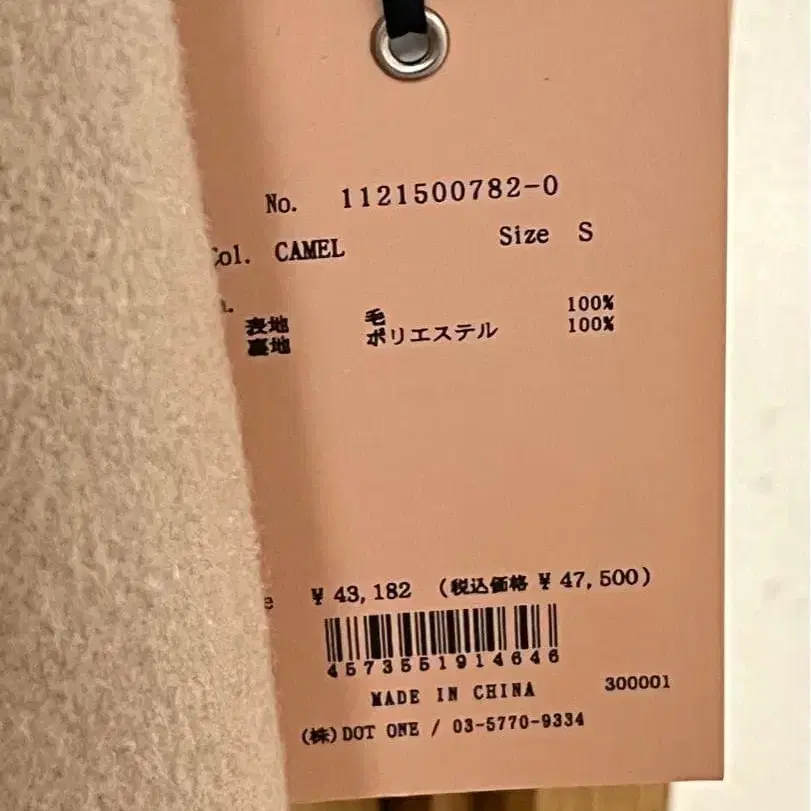 No. 1121500782-0
Col. CAMEL Size S
表地 毛 100%
裏地 ポリエステル 100%
¥ 43,182 (税込価格 ¥ 47,500)
4573551914646
MADE IN CHINA 300001
(株)DOT ONE / 03-5770-9334